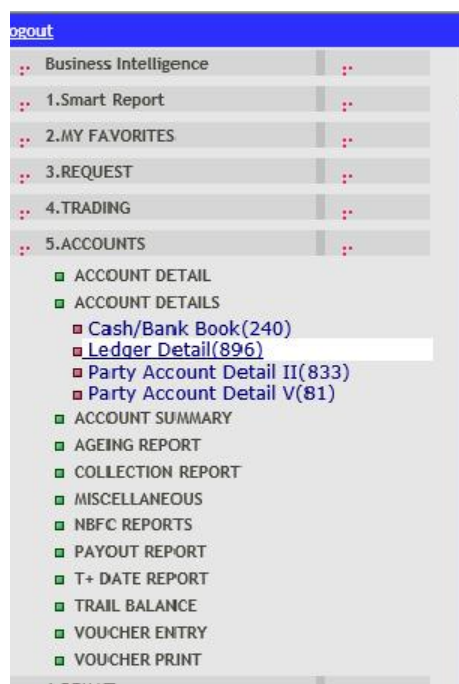 ogout
Business Intelligence
1.Smart Report
2.MY FAVORITES
3.REQUEST
4.TRADING
5.ACCOUNTS
ACCOUNT DETAIL
ACCOUNT DETAILS
Cash/Bank Book(240)
Ledger Detail(896)
Party Account Detail II(833)
Party Account Detail V(81)
ACCOUNT SUMMARY
AGEING REPORT
COLLECTION REPORT
MISCELLANEOUS
NBFC REPORTS
PAYOUT REPORT
T+ DATE REPORT
TRAIL BALANCE
VOUCHER ENTRY
VOUCHER PRINT